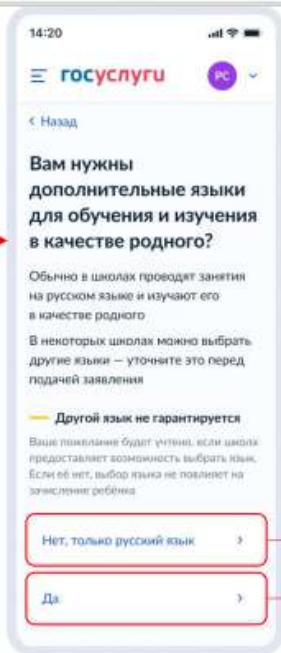 14:20
госуслуги
РС
< Назад
Вам нужны
дополнительные языки
для обучения и изучения
в качестве родного?
Обычно в школах проводят занятия
на русском языке и изучают его
в качестве родного
В некоторых школах можно выбрать
другие языки — уточните это перед
подачей заявления
Другой язык не гарантируется
Ваше пожелание будет учтено, если школа
предоставляет возможность выбрать язык.
Если её нет, выбор языка не повлияет на
зачисление ребёнка
Нет, только русский язык
Да